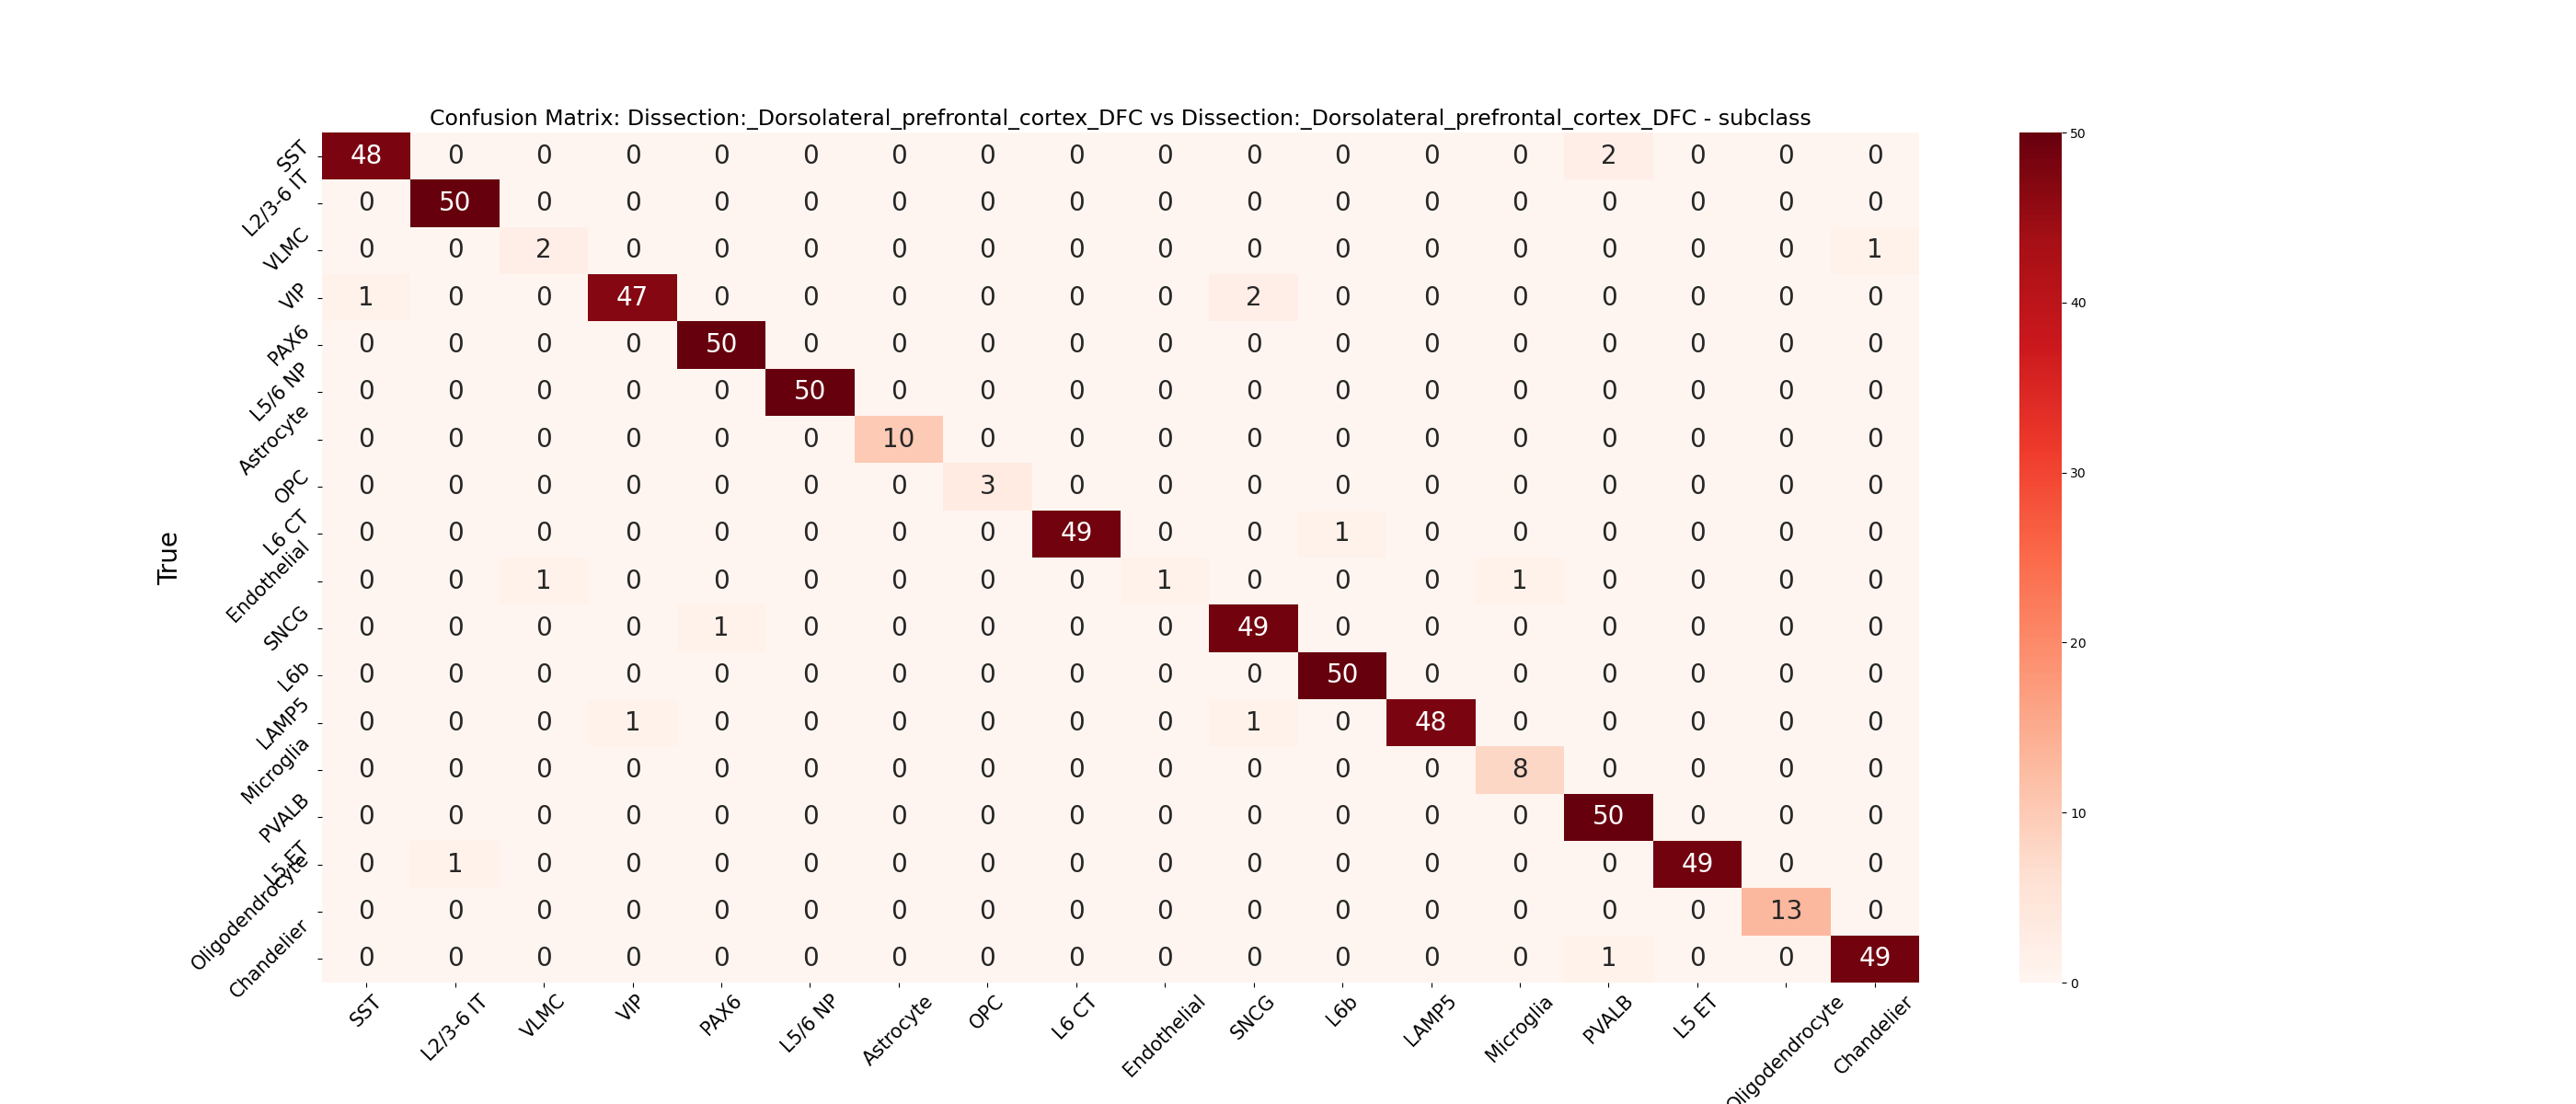 Confusion Matrix: Dissection:_Dorsolateral_prefrontal_cortex_DFC vs Dissection:_Dorsolateral_prefrontal_cortex_DFC - subclass
SST 48 0 0 0 0 0 0 0 0 0 0 0 0 0 2 0 0 0
L2/3-6 IT 0 50 0 0 0 0 0 0 0 0 0 0 0 0 0 0 0 0
VLMC 0 0 2 0 0 0 0 0 0 0 0 0 0 0 0 0 0 1
VIP 1 0 0 47 0 0 0 0 0 0 2 0 0 0 0 0 0 0
PAX6 0 0 0 0 50 0 0 0 0 0 0 0 0 0 0 0 0 0
L5/6 NP 0 0 0 0 0 50 0 0 0 0 0 0 0 0 0 0 0 0
Astrocyte 0 0 0 0 0 0 10 0 0 0 0 0 0 0 0 0 0 0
OPC 0 0 0 0 0 0 0 3 0 0 0 0 0 0 0 0 0 0
L6 CT 0 0 0 0 0 0 0 0 49 0 0 1 0 0 0 0 0 0
Endothelial 0 0 1 0 0 0 0 0 0 1 0 0 0 1 0 0 0 0
SNCG 0 0 0 0 1 0 0 0 0 0 49 0 0 0 0 0 0 0
L6b 0 0 0 0 0 0 0 0 0 0 0 50 0 0 0 0 0 0
LAMP5 0 0 0 1 0 0 0 0 0 0 1 0 48 0 0 0 0 0
Microglia 0 0 0 0 0 0 0 0 0 0 0 0 0 8 0 0 0 0
PVALB 0 0 0 0 0 0 0 0 0 0 0 0 0 0 50 0 0 0
L5 ET 0 1 0 0 0 0 0 0 0 0 0 0 0 0 0 49 0 0
Oligodendrocyte 0 0 0 0 0 0 0 0 0 0 0 0 0 0 0 0 13 0
Chandelier 0 0 0 0 0 0 0 0 0 0 0 0 0 0 1 0 0 49
SST L2/3-6 IT VLMC VIP PAX6 L5/6 NP Astrocyte OPC L6 CT Endothelial SNCG L6b LAMP5 Microglia PVALB L5 ET Oligodendrocyte Chandelier
True
50
40
30
20
10
0